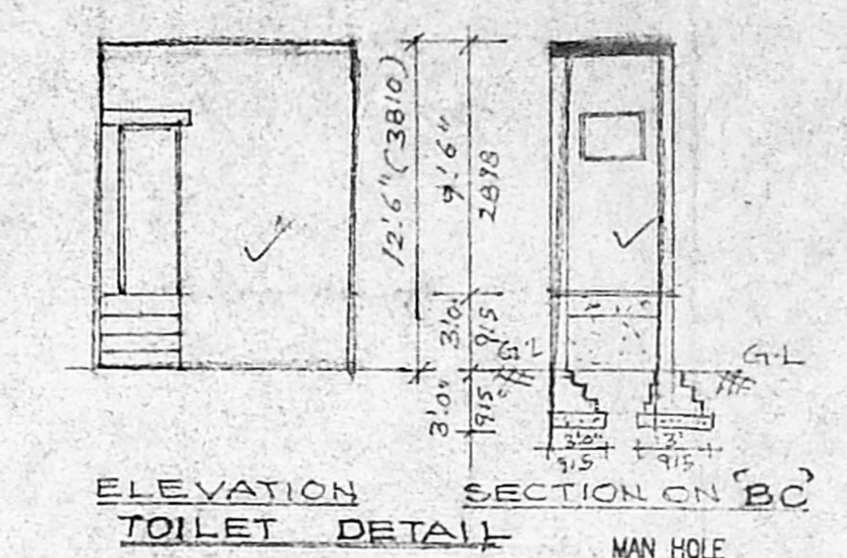 12'.6" (3810)
9'.6"
2898
3'.0"
915
G.L
G.L
3'.0"
915
3'.0"
915
3'
915
ELEVATION
SECTION ON 'BC'
TOILET DETAIL
MAN HOLE